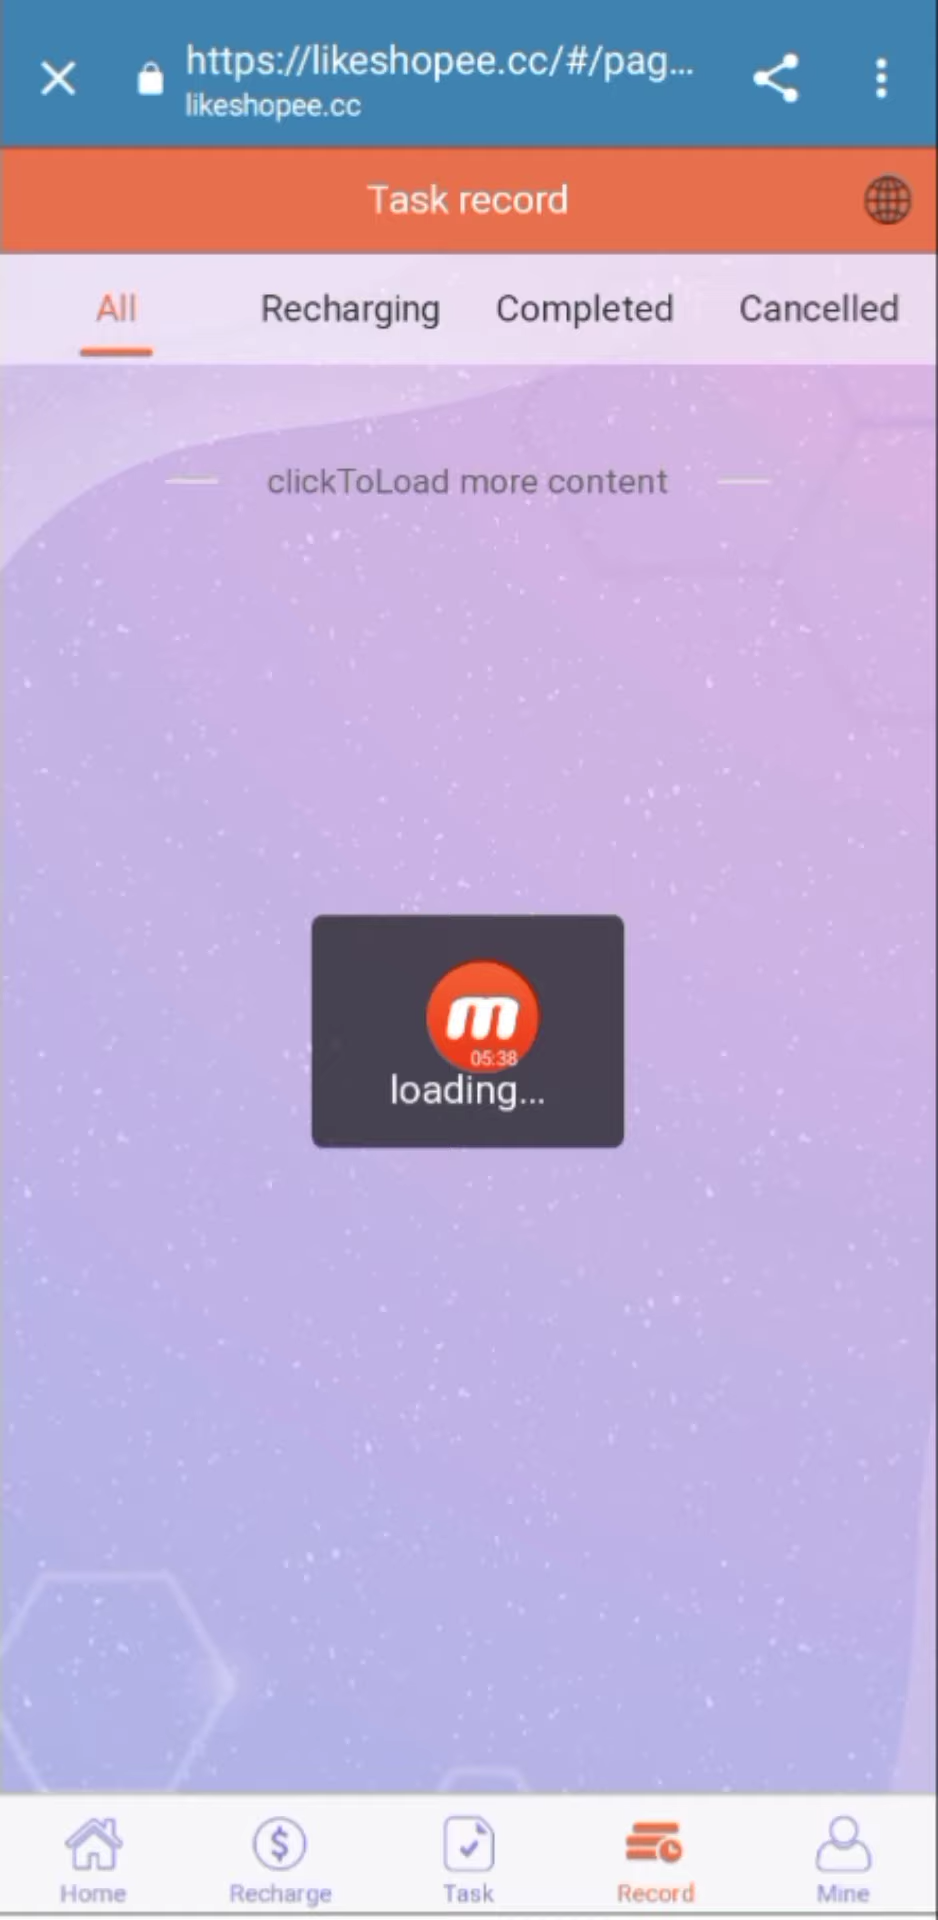 https://likeshopee.cc/#/pag...
likeshopee.cc
Task record
All Recharging Completed Cancelled
clickToLoad more content
m
05:38
loading...
Home Recharge Task Record Mine